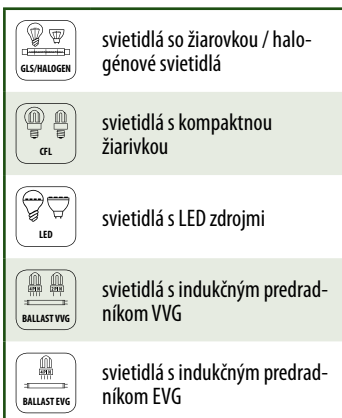 GLS/HALOGEN
svietidlá so žiarovkou / halo-
génové svietidlá
CFL
svietidlá s kompaktnou
žiarivkou
LED
svietidlá s LED zdrojmi
BALLAST VVG
svietidlá s indukčným predrad-
níkom VVG
BALLAST EVG
svietidlá s indukčným predrad-
níkom EVG